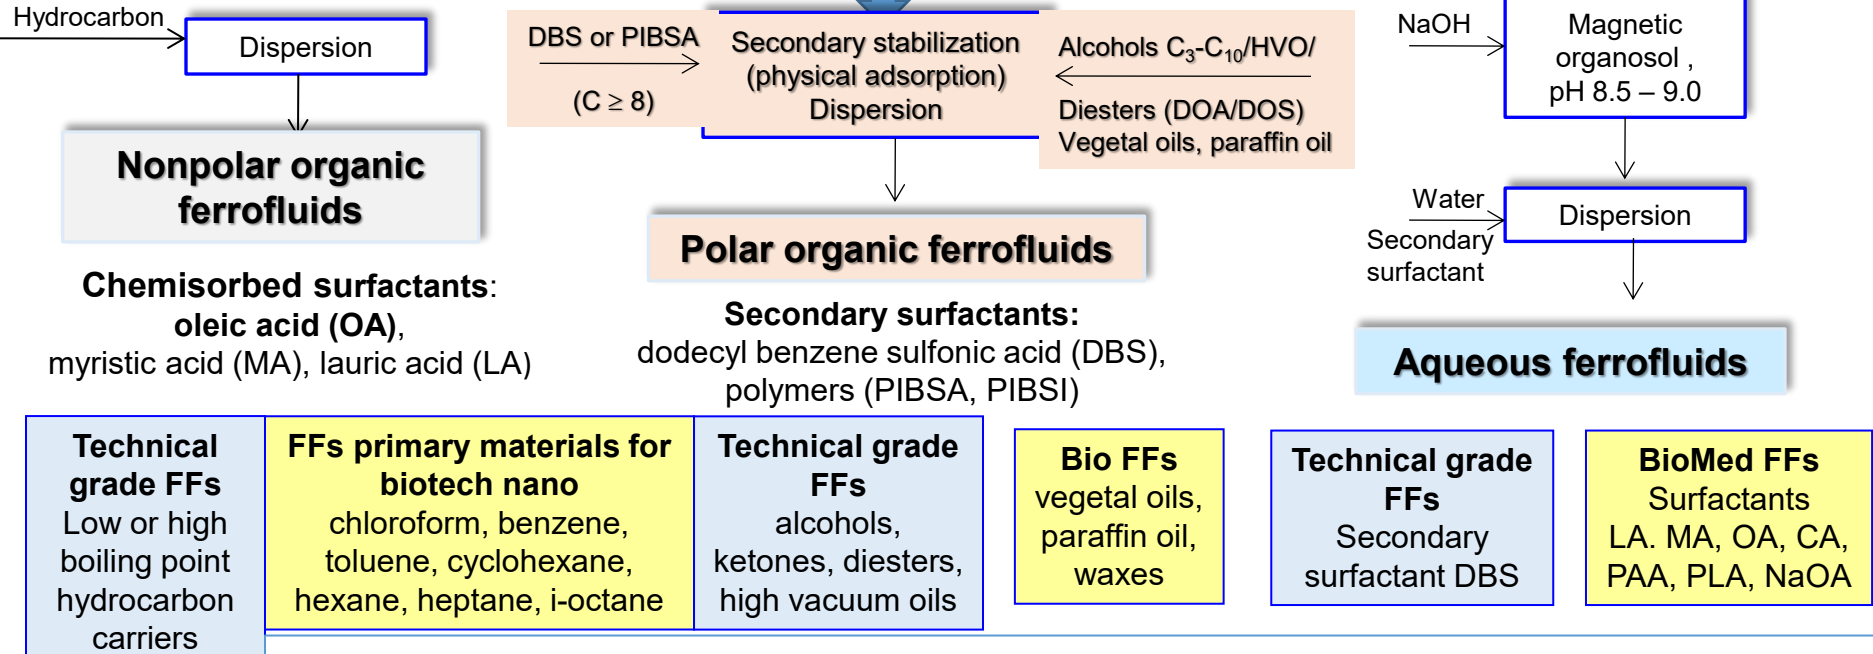 Hydrocarbon
Dispersion
Nonpolar organic
ferrofluids
Chemisorbed surfactants:
oleic acid (OA),
myristic acid (MA), lauric acid (LA)
DBS or PIBSA
(C ≥ 8)
Secondary stabilization
(physical adsorption)
Dispersion
Alcohols C₃-C₁₀/HVO/
Diesters (DOA/DOS)
Vegetal oils, paraffin oil
Polar organic ferrofluids
Secondary surfactants:
dodecyl benzene sulfonic acid (DBS),
polymers (PIBSA, PIBSI)
NaOH
Magnetic
organosol ,
pH 8.5 – 9.0
Water
Secondary
surfactant
Dispersion
Aqueous ferrofluids
Technical
grade FFs
Low or high
boiling point
hydrocarbon
carriers
FFs primary materials for
biotech nano
chloroform, benzene,
toluene, cyclohexane,
hexane, heptane, i-octane
Technical grade
FFs
alcohols,
ketones, diesters,
high vacuum oils
Bio FFs
vegetal oils,
paraffin oil,
waxes
Technical grade
FFs
Secondary
surfactant DBS
BioMed FFs
Surfactants
LA. MA, OA, CA,
PAA, PLA, NaOA